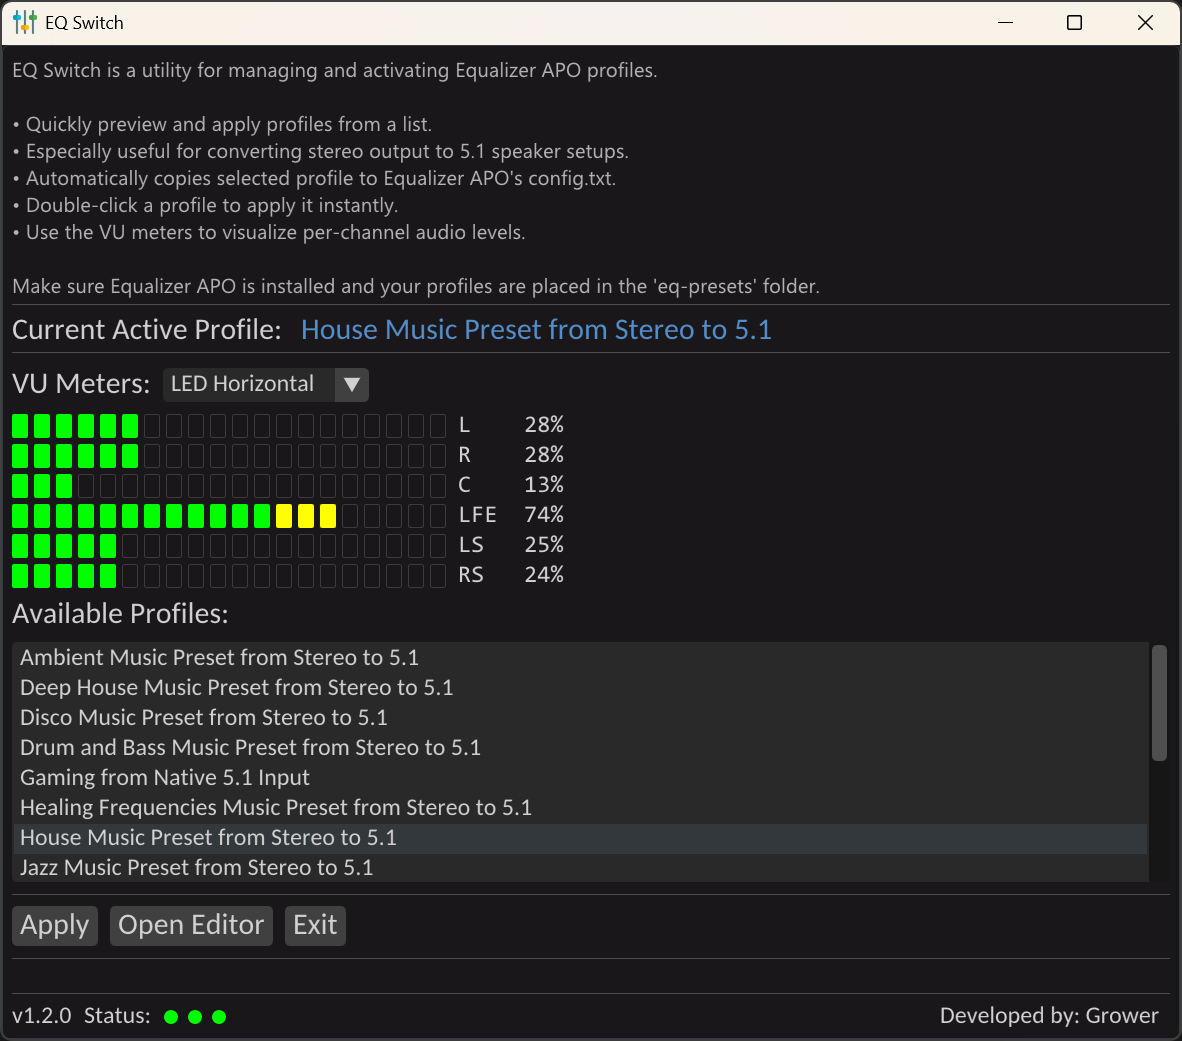 EQ Switch
EQ Switch is a utility for managing and activating Equalizer APO profiles.
• Quickly preview and apply profiles from a list.
• Especially useful for converting stereo output to 5.1 speaker setups.
• Automatically copies selected profile to Equalizer APO's config.txt.
• Double-click a profile to apply it instantly.
• Use the VU meters to visualize per-channel audio levels.
Make sure Equalizer APO is installed and your profiles are placed in the 'eq-presets' folder.
Current Active Profile: House Music Preset from Stereo to 5.1
VU Meters: LED Horizontal
L 28%
R 28%
C 13%
LFE 74%
LS 25%
RS 24%
Available Profiles:
Ambient Music Preset from Stereo to 5.1
Deep House Music Preset from Stereo to 5.1
Disco Music Preset from Stereo to 5.1
Drum and Bass Music Preset from Stereo to 5.1
Gaming from Native 5.1 Input
Healing Frequencies Music Preset from Stereo to 5.1
House Music Preset from Stereo to 5.1
Jazz Music Preset from Stereo to 5.1
Apply Open Editor Exit
v1.2.0 Status: Developed by: Grower